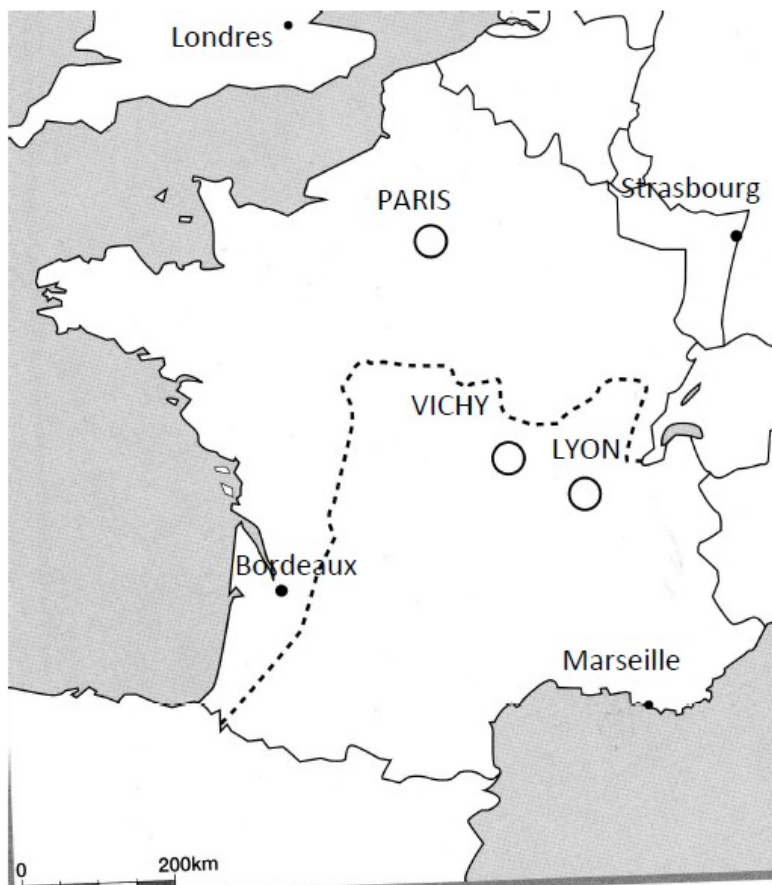 Londres
PARIS
Strasbourg
VICHY
LYON
Bordeaux
Marseille
0
200km